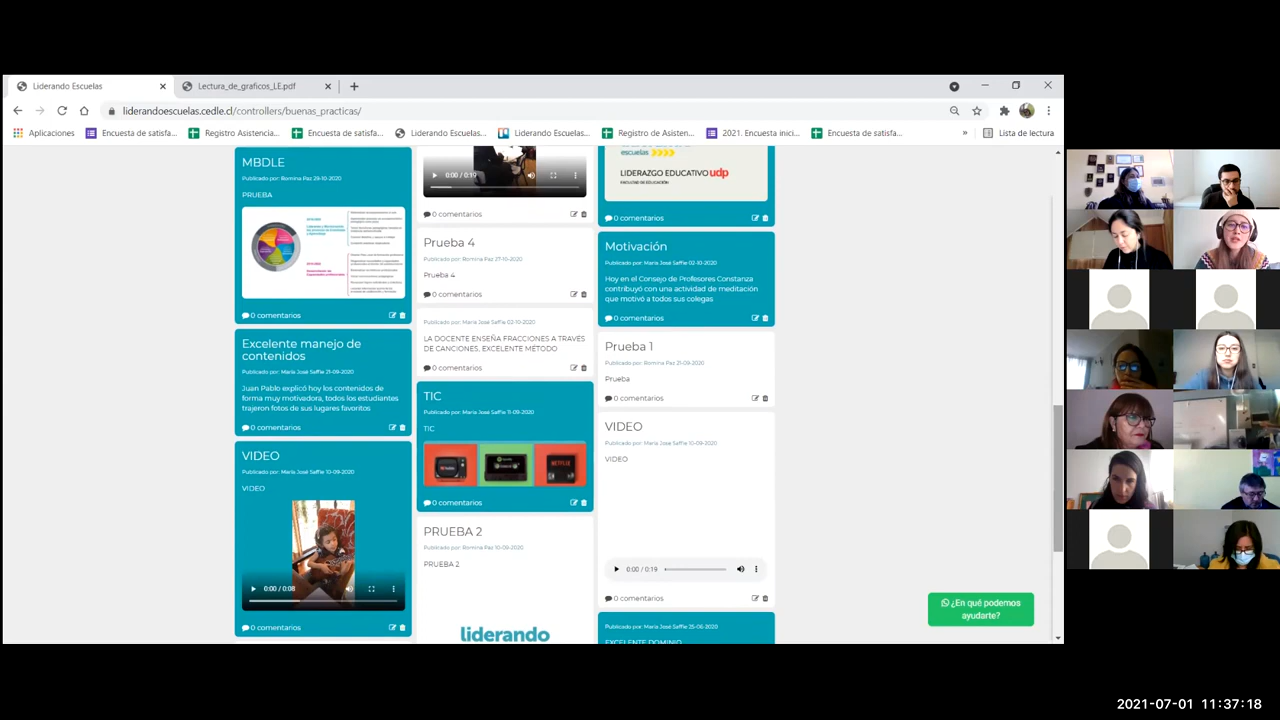 Liderando Escuelas
Lectura_de_graficos_LE.pdf
liderandoescuelas.cedle.cl/controllers/buenas_practicas/
Aplicaciones
Encuesta de satisfa...
Registro Asistencia...
Encuesta de satisfa...
Liderando Escuelas...
Liderando Escuelas...
Registro de Asisten...
2021. Encuesta inici...
Encuesta de satisfa...
»
Lista de lectura
MBDLE
Publicado por: Romina Paz 28-10-2020
PRUEBA
0 comentarios
Excelente manejo de
contenidos
Publicado por: Maria José Saffie 21-09-2020
Juan Pablo explicó hoy los contenidos de
forma muy motivadora, todos los estudiantes
trajeron fotos de sus lugares favoritos
0 comentarios
VIDEO
Publicado por: Maria José Saffie 10-09-2020
VIDEO
0:00 / 0:08
0 comentarios
0:00 / 0:19
0 comentarios
Prueba 4
Publicado por: Romina Paz 27-10-2020
Prueba 4
0 comentarios
Publicado por: Maria José Saffie 02-10-2020
LA DOCENTE ENSEÑA FRACCIONES A TRAVÉS
DE CANCIONES, EXCELENTE MÉTODO
0 comentarios
TIC
Publicado por: Maria José Saffie 11-09-2020
TIC
NETFLIX
0 comentarios
PRUEBA 2
Publicado por: Romina Paz 10-09-2020
PRUEBA 2
liderando
escuelas
LIDERAZGO EDUCATIVO udp
FACULTAD DE EDUCACIÓN
0 comentarios
Motivación
Publicado por: Maria José Saffie 02-10-2020
Hoy en el Consejo de Profesores Constanza
contribuyó con una actividad de meditación
que motivó a todos sus colegas
0 comentarios
Prueba 1
Publicado por: Romina Paz 21-09-2020
Prueba
0 comentarios
VIDEO
Publicado por: Maria José Saffie 10-09-2020
VIDEO
0:00 / 0:19
0 comentarios
Publicado por: Maria José Saffie 25-06-2020
EXCELENTE DOMINIO
¿En qué podemos
ayudarte?
2021-07-01 11:37:18